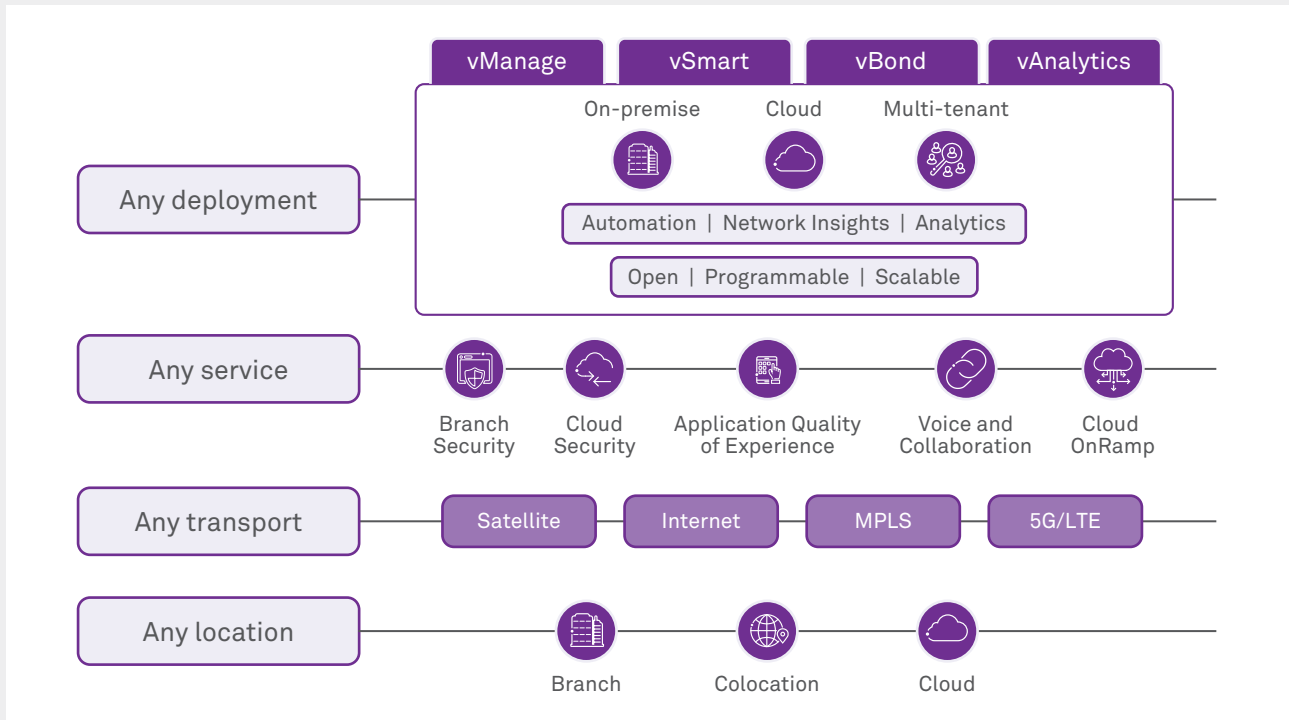 vManage
vSmart
vBond
vAnalytics
On-premise
Cloud
Multi-tenant
Any deployment
Automation | Network Insights | Analytics
Open | Programmable | Scalable
Any service
Branch
Security
Cloud
Security
Application Quality
of Experience
Voice and
Collaboration
Cloud
OnRamp
Any transport
Satellite
Internet
MPLS
5G/LTE
Any location
Branch
Colocation
Cloud